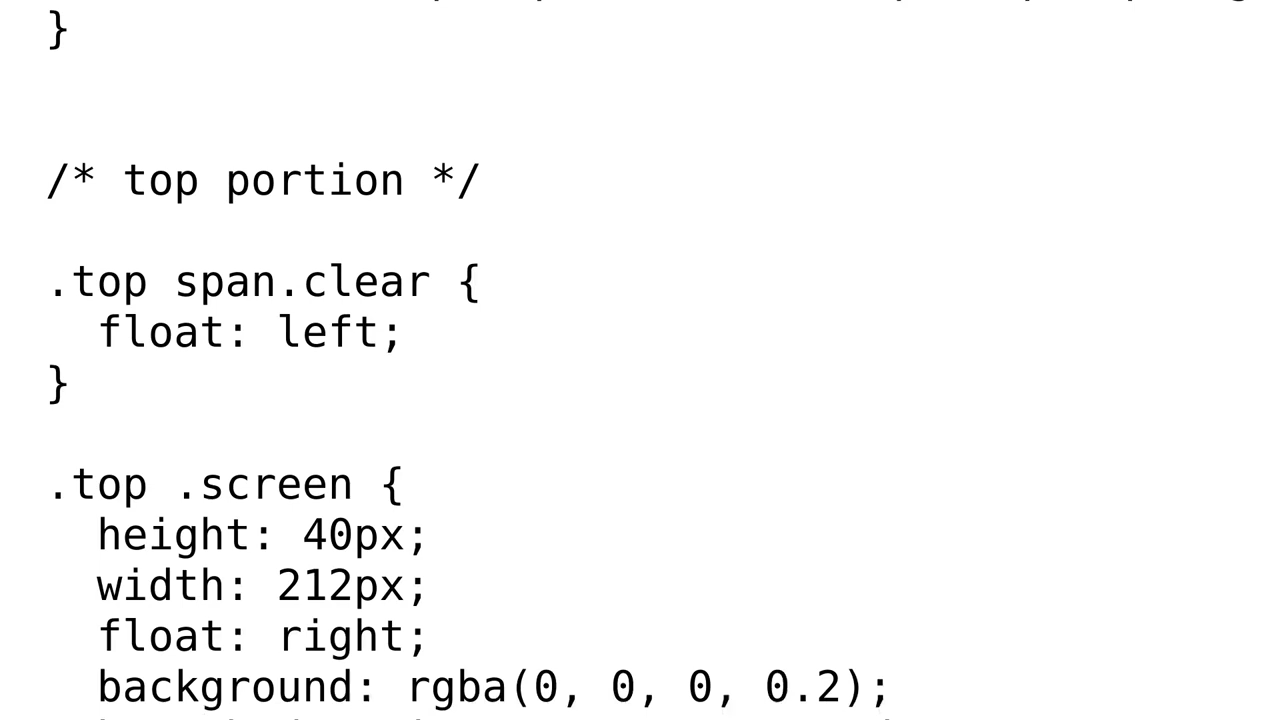 }
/* top portion */
.top span.clear {
  float: left;
}
.top .screen {
  height: 40px;
  width: 212px;
  float: right;
  background: rgba(0, 0, 0, 0.2);